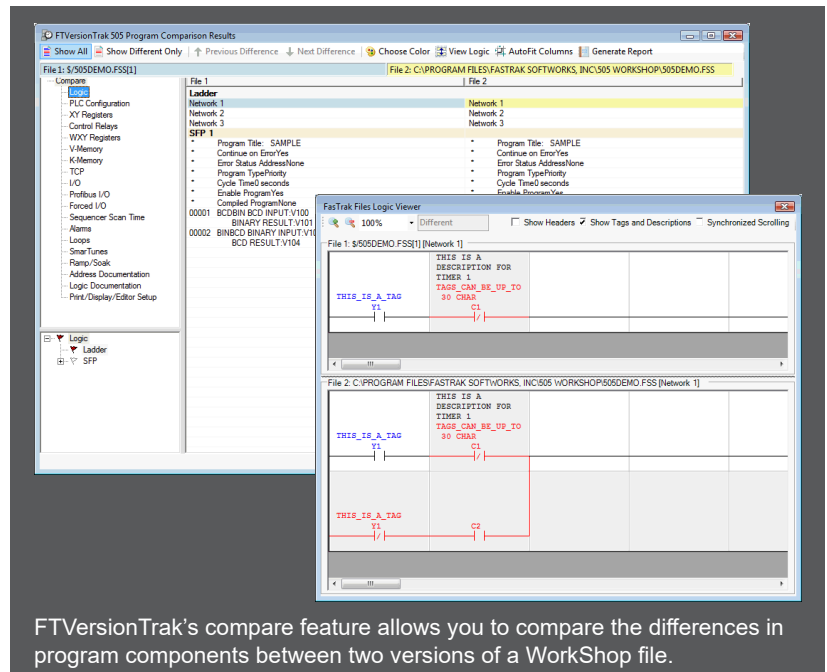 FTVersionTrak 505 Program Comparison Results
Show All Show Different Only Previous Difference Next Difference Choose Color View Logic AutoFit Columns Generate Report
File 1: $/505DEMO.FSS[1] File 2: C:\PROGRAM FILES\FASTRAK SOFTWORKS, INC\505 WORKSHOP\505DEMO.FSS
Compare
Logic
PLC Configuration
XY Registers
Control Relays
WXY Registers
V-Memory
K-Memory
TCP
I/O
Profibus I/O
Forced I/O
Sequencer Scan Time
Alarms
Loops
SmarTunes
Ramp/Soak
Address Documentation
Logic Documentation
Print/Display/Editor Setup
Logic
Ladder
SFP
File 1 File 2
Ladder
Network 1 Network 1
Network 2 Network 2
Network 3 Network 3
SFP 1
* Program Title: SAMPLE * Program Title: SAMPLE
* Continue on ErrorYes * Continue on ErrorYes
* Error Status AddressNone * Error Status AddressNone
* Program TypePriority * Program TypePriority
* Cycle Time0 seconds * Cycle Time0 seconds
* Enable ProgramYes * Enable ProgramYes
* Compiled ProgramNone
00001 BCDBIN BCD INPUT:V100
BINARY RESULT:V101
00002 BINBCD BINARY INPUT:V10
BCD RESULT:V104
FasTrak Files Logic Viewer
100% Different Show Headers Show Tags and Descriptions Synchronized Scrolling
File 1: $/505DEMO.FSS[1] [Network 1]
THIS IS A
DESCRIPTION FOR
TIMER 1
TAGS_CAN_BE_UP_TO
THIS_IS_A_TAG 30 CHAR
Y1 C1
File 2: C:\PROGRAM FILES\FASTRAK SOFTWORKS, INC\505 WORKSHOP\505DEMO.FSS [Network 1]
THIS IS A
DESCRIPTION FOR
TIMER 1
TAGS_CAN_BE_UP_TO
THIS_IS_A_TAG 30 CHAR
Y1 C1
THIS_IS_A_TAG
Y1 C2
FTVersionTrak's compare feature allows you to compare the differences in
program components between two versions of a WorkShop file.